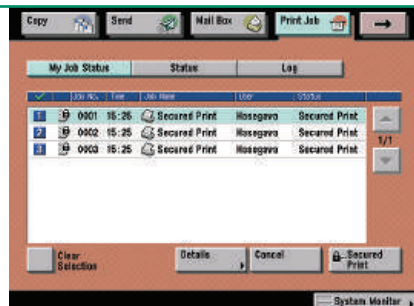 Copy Send Mail Box Print Job
My Job Status Status Log
Job No. Time Job Name User Status
1 0001 15:26 Secured Print Hasegawa Secured Print
2 0002 15:25 Secured Print Hasegawa Secured Print
3 0003 15:25 Secured Print Hasegawa Secured Print
1/1
Clear Selection Details Cancel Secured Print
System Monitor